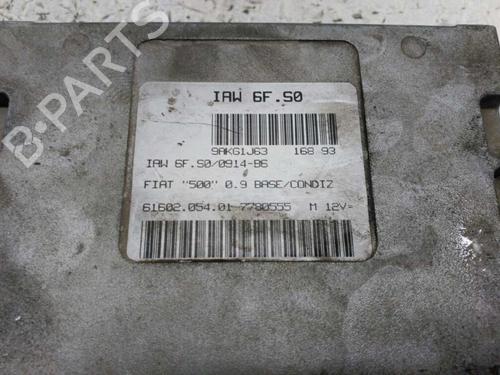 B-PARTS
IAW 6F.S0
9AKG1J63 168 93
IAW 6F.S0/0914-B6
FIAT "500" 0.9 BASE/CONDIZ
61602.054.01 7780555 M 12V=